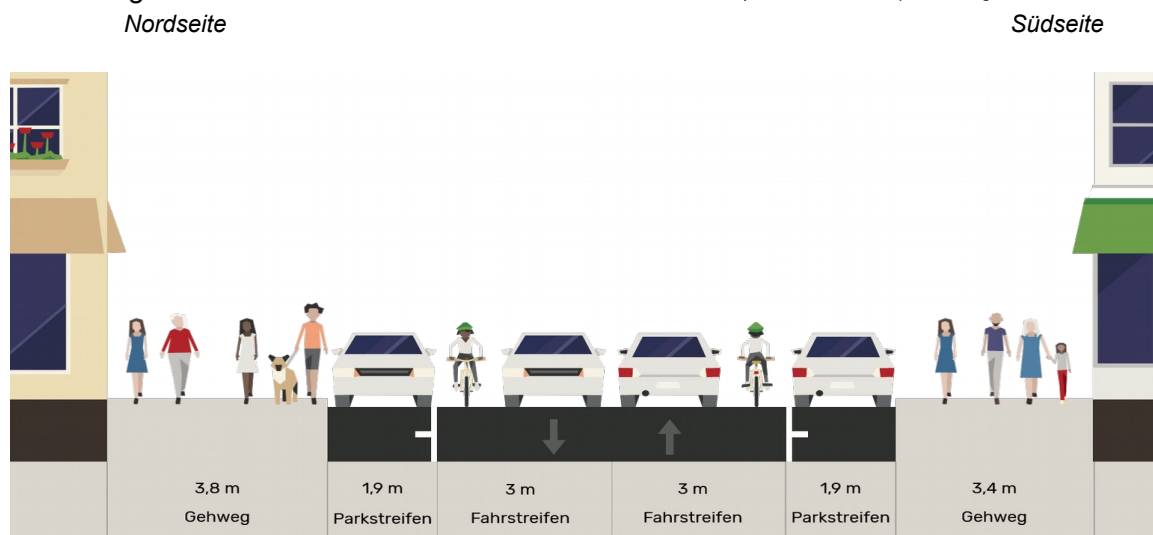 Nordseite
Südseite
3,8 m
Gehweg
1,9 m
Parkstreifen
3 m
Fahrstreifen
3 m
Fahrstreifen
1,9 m
Parkstreifen
3,4 m
Gehweg